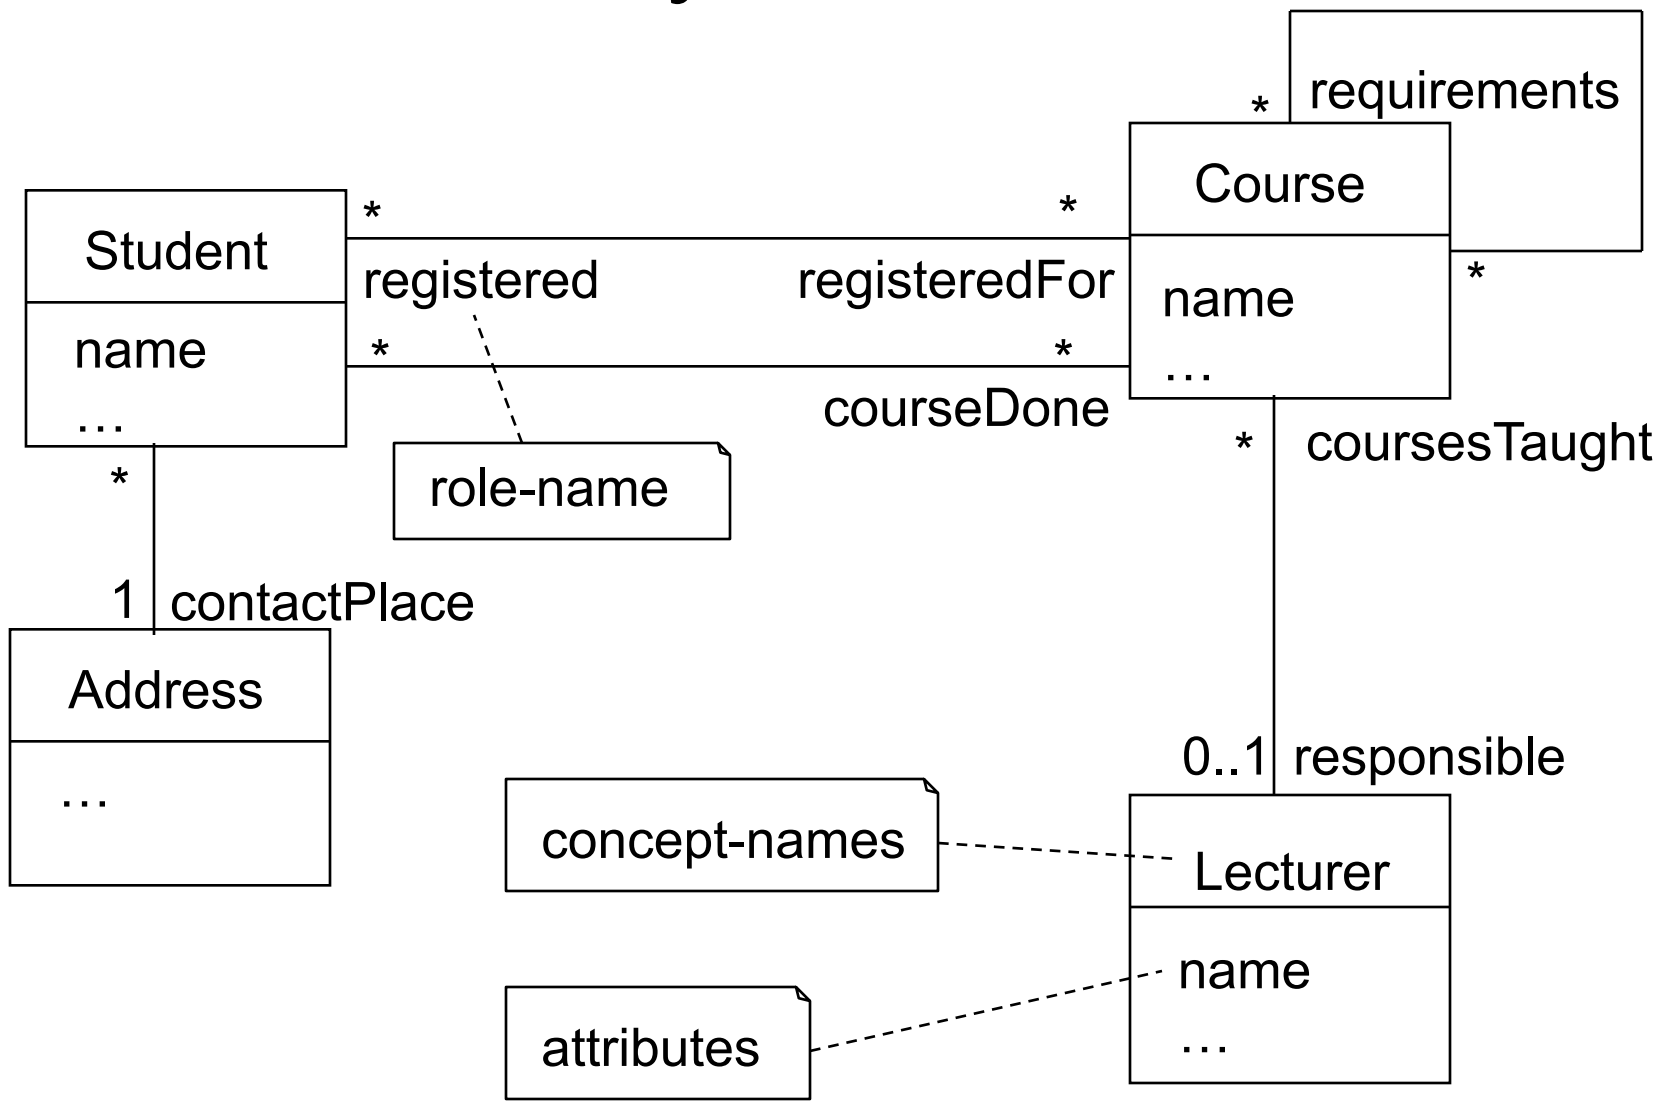 requirements
*
Course
*
*
Student
registered
registeredFor
*
name
name
*
*
…
…
courseDone
*
coursesTaught
*
role-name
1
contactPlace
Address
0..1
responsible
…
concept-names
Lecturer
name
attributes
…